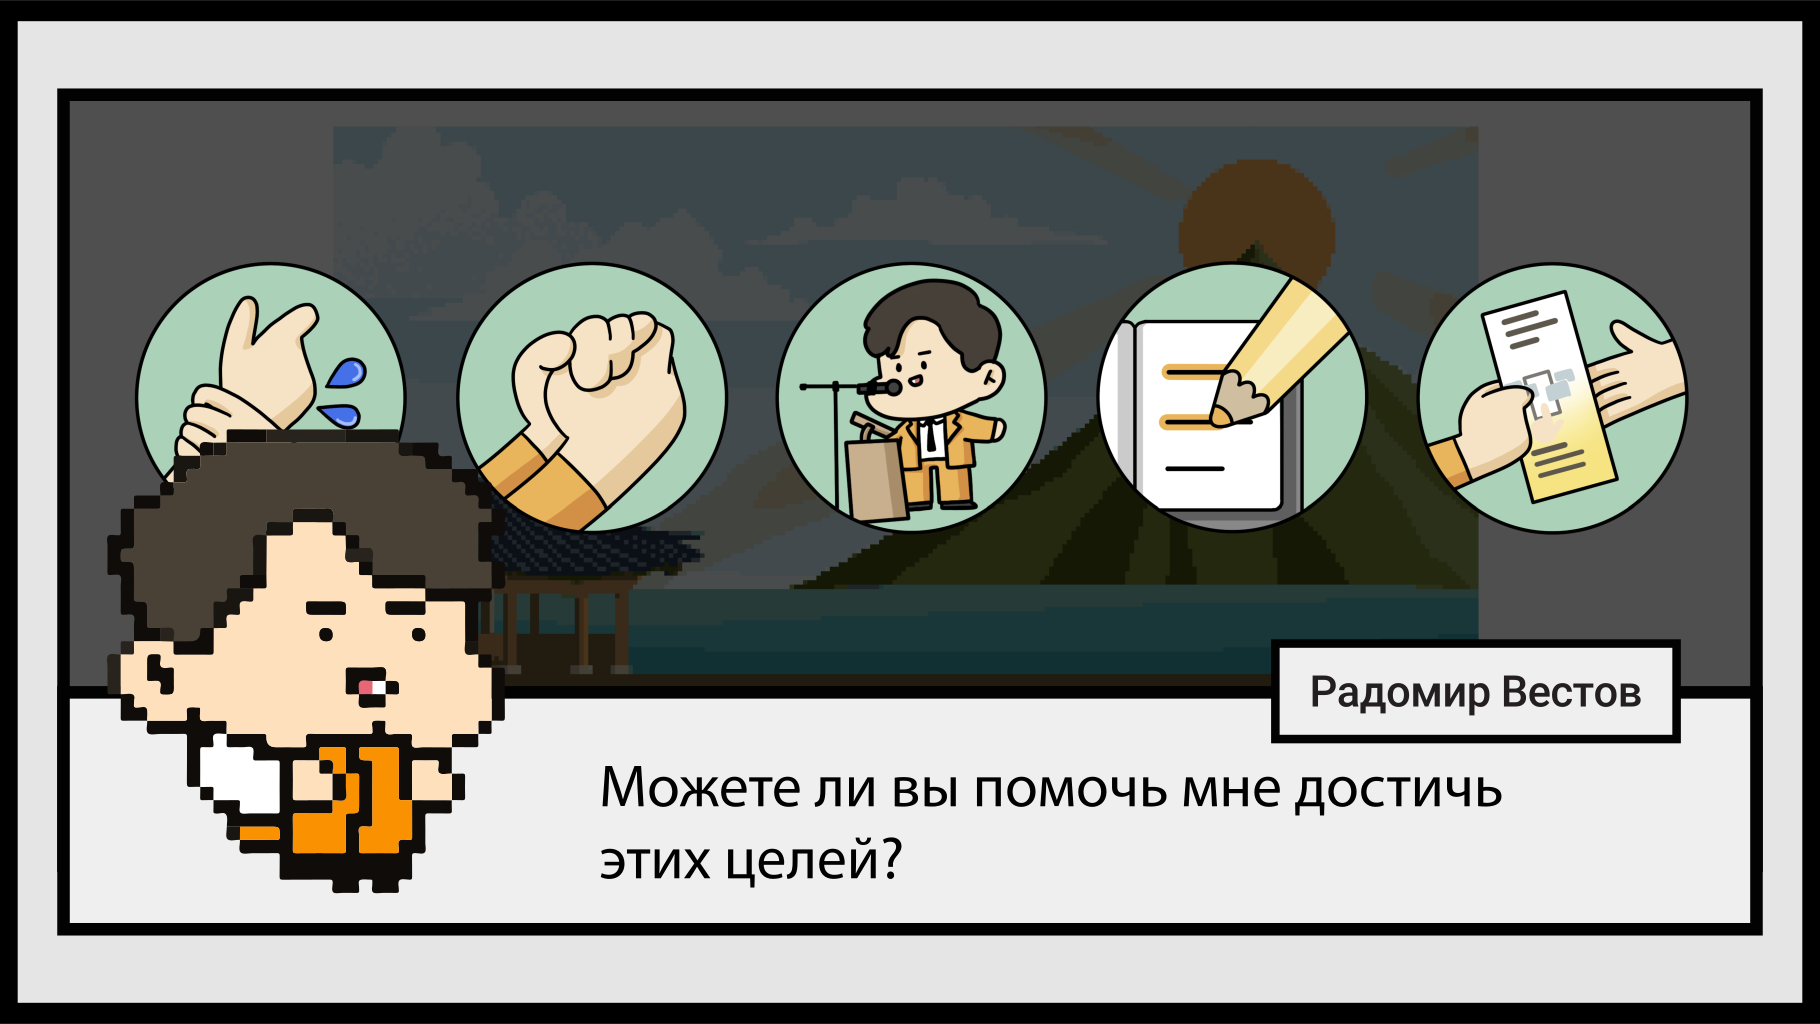 Радомир Вестов
Можете ли вы помочь мне достичь
этих целей?